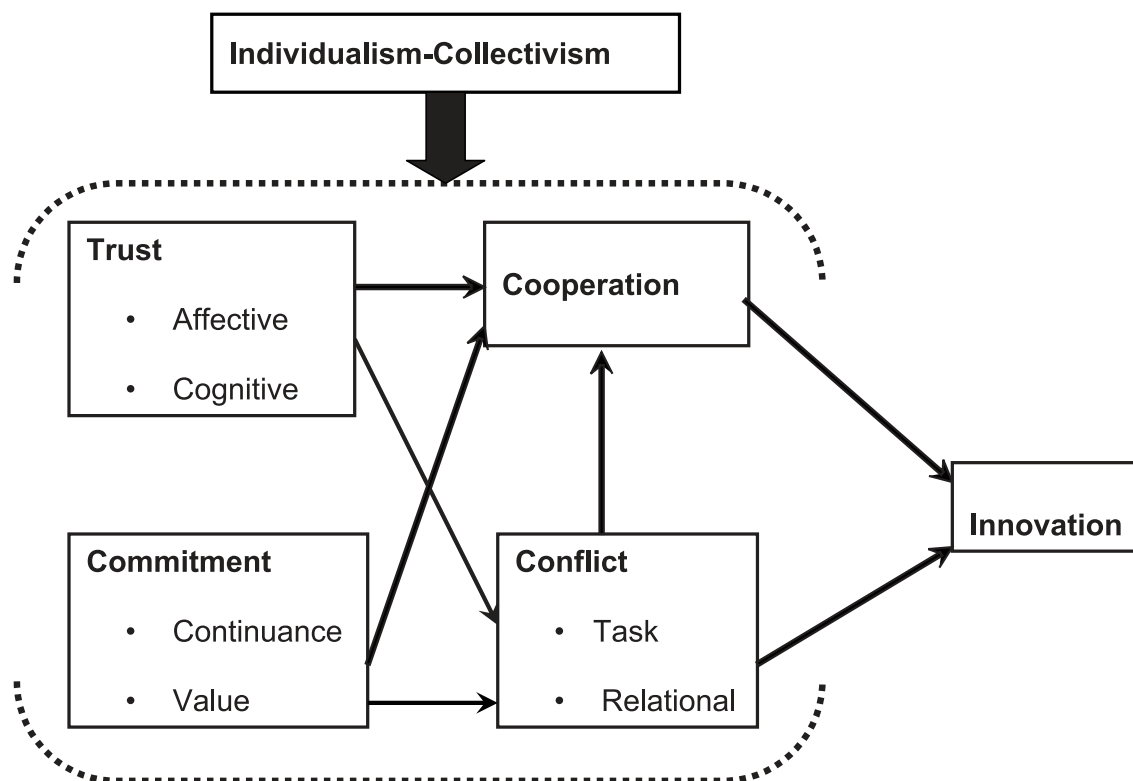 Individualism-Collectivism
Trust
• Affective
• Cognitive
Cooperation
Commitment
• Continuance
• Value
Conflict
• Task
• Relational
Innovation